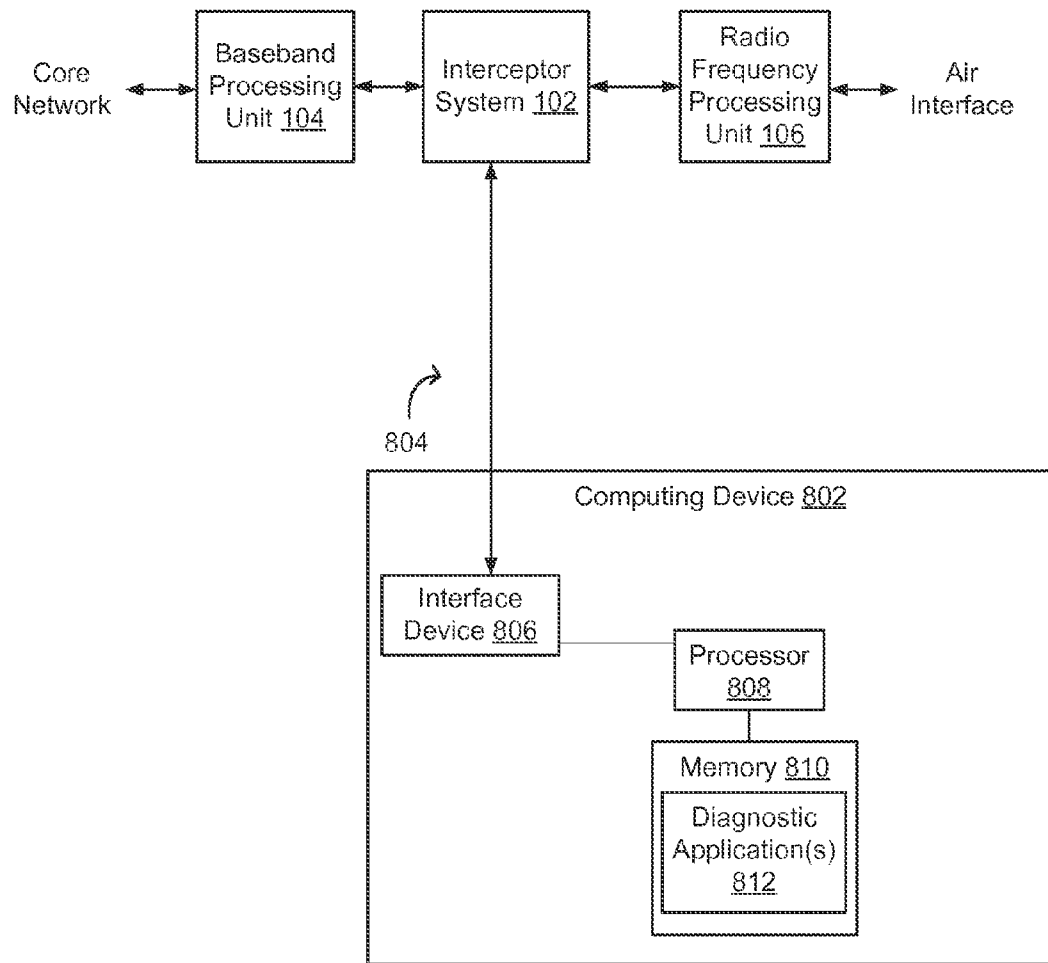 Core
Network
Baseband
Processing
Unit 104
Interceptor
System 102
Radio
Frequency
Processing
Unit 106
Air
Interface
804
Computing Device 802
Interface
Device 806
Processor
808
Memory 810
Diagnostic
Application(s)
812